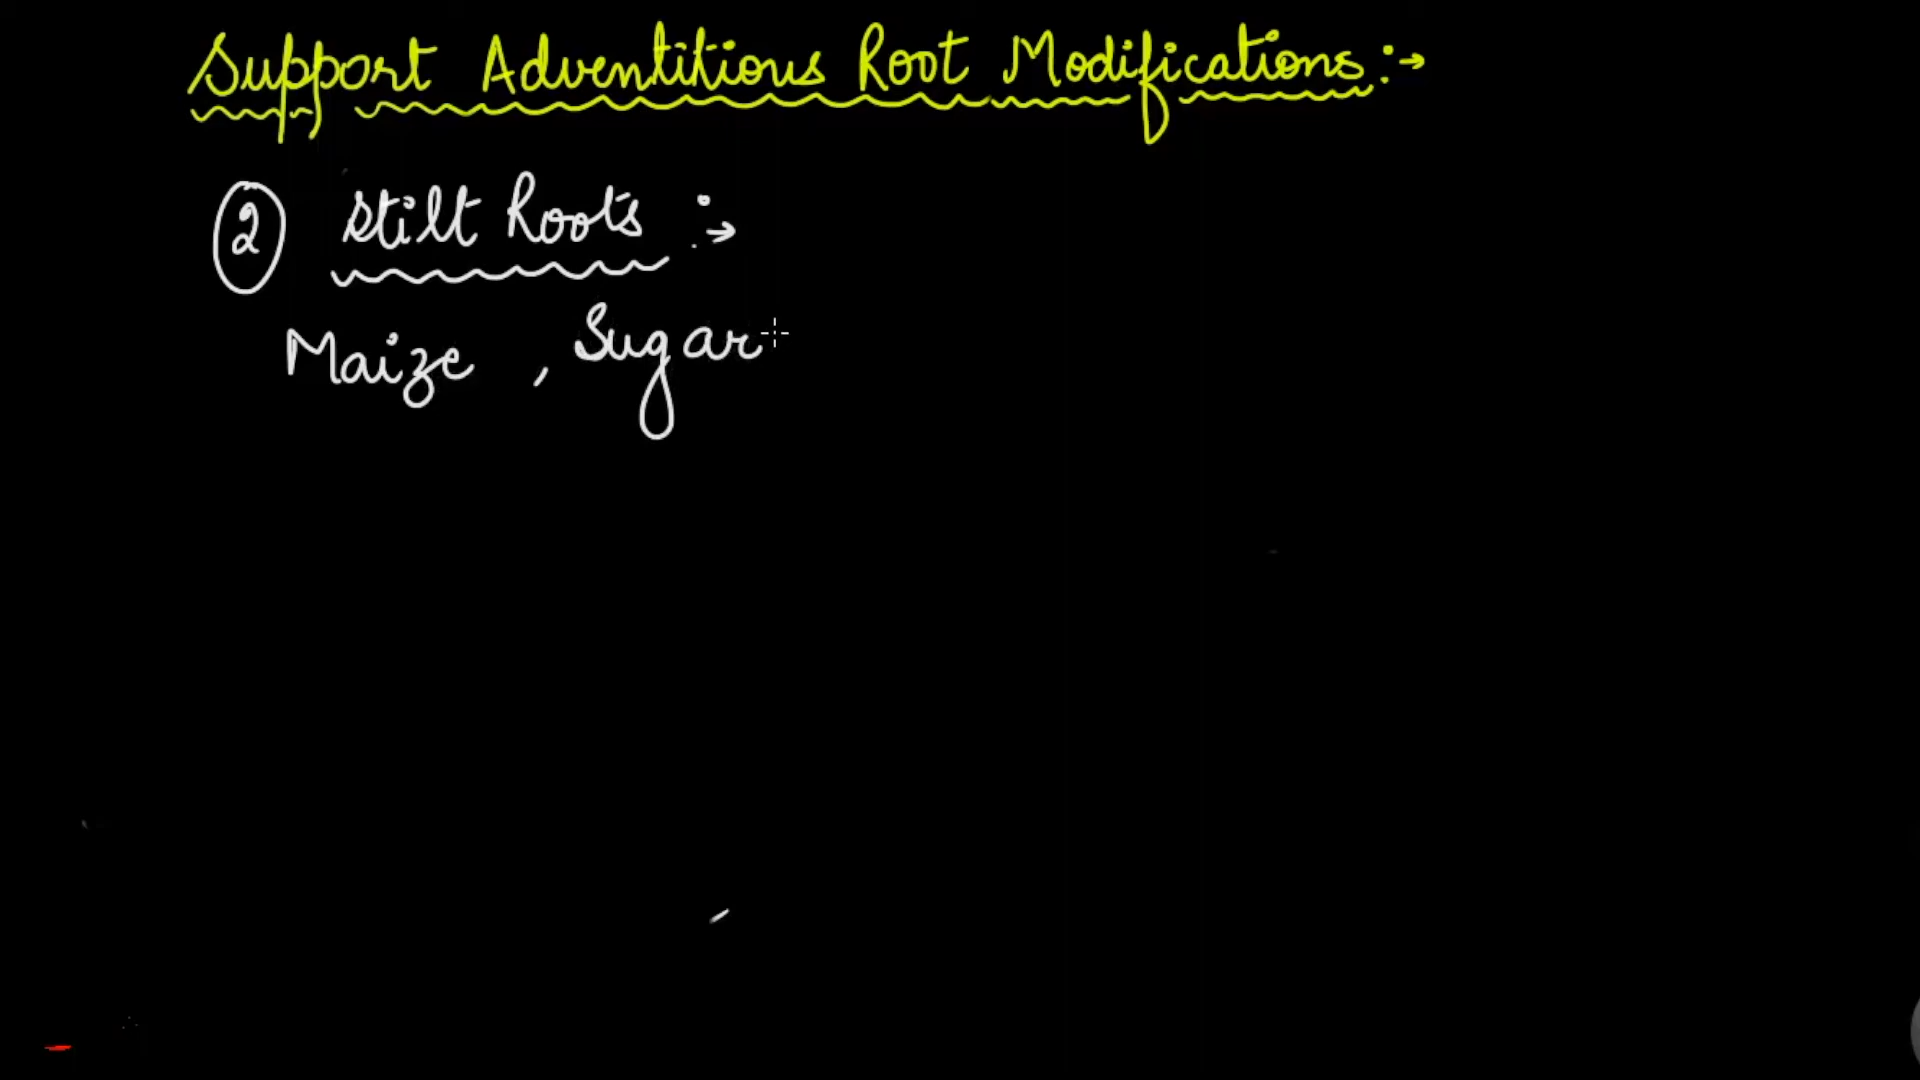 Support Adventitious Root Modifications :→
② Stilt Roots :→
Maize , Sugar